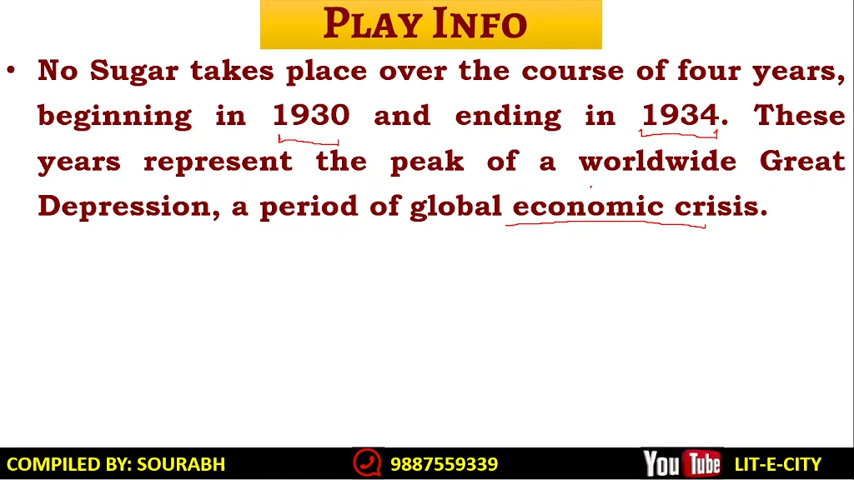 Play Info
• No Sugar takes place over the course of four years,
beginning in 1930 and ending in 1934. These
years represent the peak of a worldwide Great
Depression, a period of global economic crisis.
COMPILED BY: SOURABH 9887559339 You Tube LIT-E-CITY